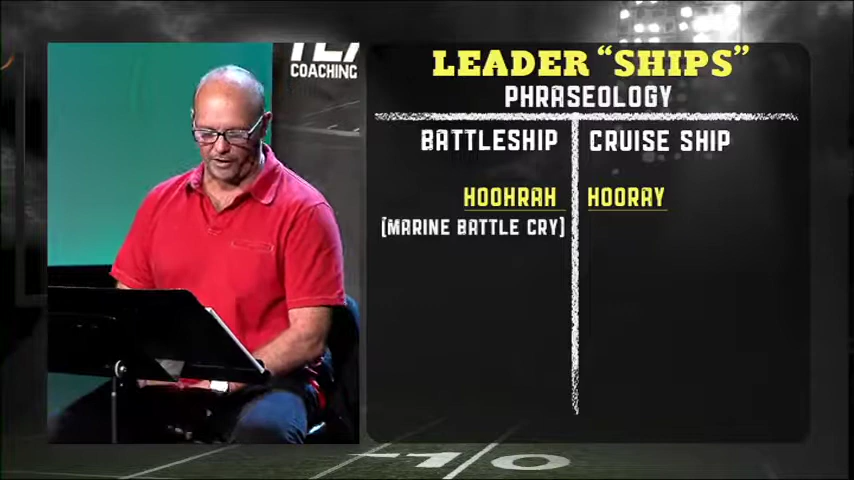 COACHING
LEADER “SHIPS”
PHRASEOLOGY
BATTLESHIP
CRUISE SHIP
HOOHRAH
HOORAY
[MARINE BATTLE CRY]
10